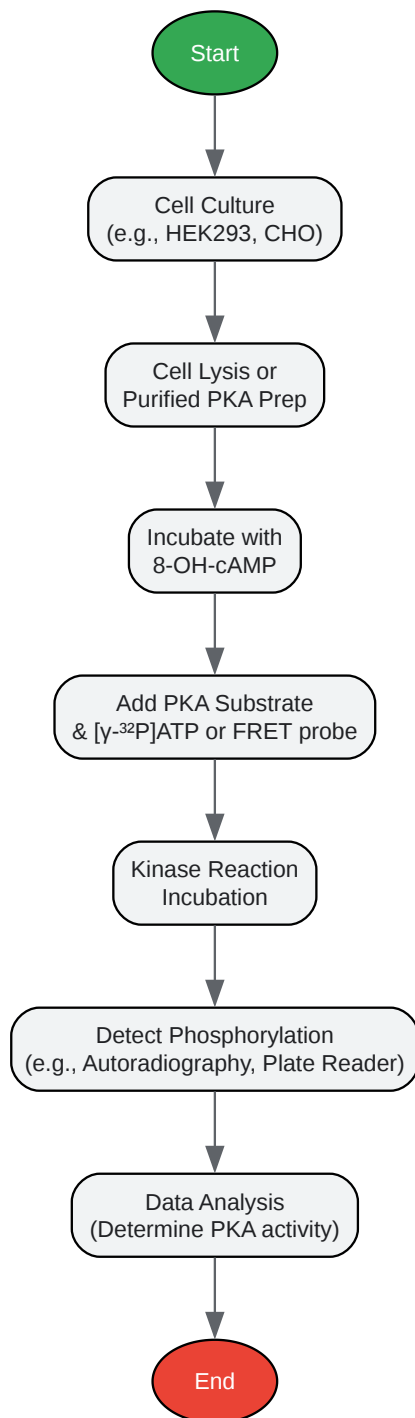 Start
Cell Culture
(e.g., HEK293, CHO)
Cell Lysis or
Purified PKA Prep
Incubate with
8-OH-cAMP
Add PKA Substrate
& [γ-³²P]ATP or FRET probe
Kinase Reaction
Incubation
Detect Phosphorylation
(e.g., Autoradiography, Plate Reader)
Data Analysis
(Determine PKA activity)
End